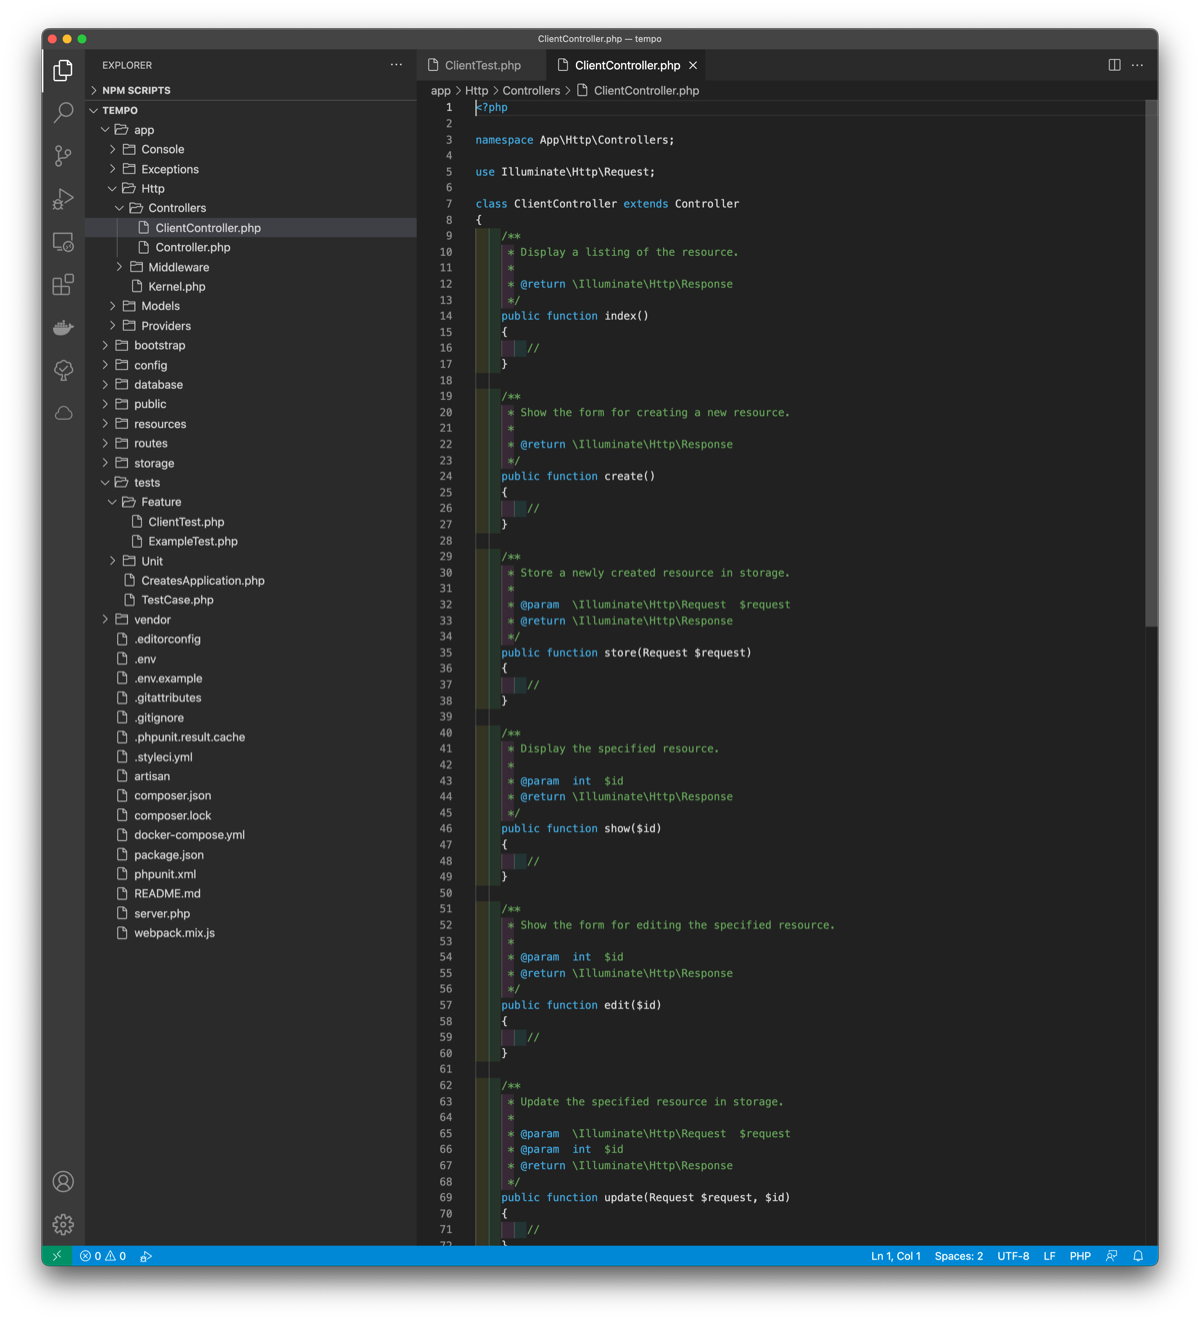 ClientController.php — tempo
EXPLORER
NPM SCRIPTS
TEMPO
app
Console
Exceptions
Http
Controllers
ClientController.php
Controller.php
Middleware
Kernel.php
Models
Providers
bootstrap
config
database
public
resources
routes
storage
tests
Feature
ClientTest.php
ExampleTest.php
Unit
CreatesApplication.php
TestCase.php
vendor
.editorconfig
.env
.env.example
.gitattributes
.gitignore
.phpunit.result.cache
.styleci.yml
artisan
composer.json
composer.lock
docker-compose.yml
package.json
phpunit.xml
README.md
server.php
webpack.mix.js
ClientTest.php
ClientController.php
app > Http > Controllers > ClientController.php
1 <?php
2
3 namespace App\Http\Controllers;
4
5 use Illuminate\Http\Request;
6
7 class ClientController extends Controller
8 {
9 /**
10 * Display a listing of the resource.
11 *
12 * @return \Illuminate\Http\Response
13 */
14 public function index()
15 {
16 //
17 }
18
19 /**
20 * Show the form for creating a new resource.
21 *
22 * @return \Illuminate\Http\Response
23 */
24 public function create()
25 {
26 //
27 }
28
29 /**
30 * Store a newly created resource in storage.
31 *
32 * @param  \Illuminate\Http\Request  $request
33 * @return \Illuminate\Http\Response
34 */
35 public function store(Request $request)
36 {
37 //
38 }
39
40 /**
41 * Display the specified resource.
42 *
43 * @param  int  $id
44 * @return \Illuminate\Http\Response
45 */
46 public function show($id)
47 {
48 //
49 }
50
51 /**
52 * Show the form for editing the specified resource.
53 *
54 * @param  int  $id
55 * @return \Illuminate\Http\Response
56 */
57 public function edit($id)
58 {
59 //
60 }
61
62 /**
63 * Update the specified resource in storage.
64 *
65 * @param  \Illuminate\Http\Request  $request
66 * @param  int  $id
67 * @return \Illuminate\Http\Response
68 */
69 public function update(Request $request, $id)
70 {
71 //
72 }
0 0
Ln 1, Col 1 Spaces: 2 UTF-8 LF PHP